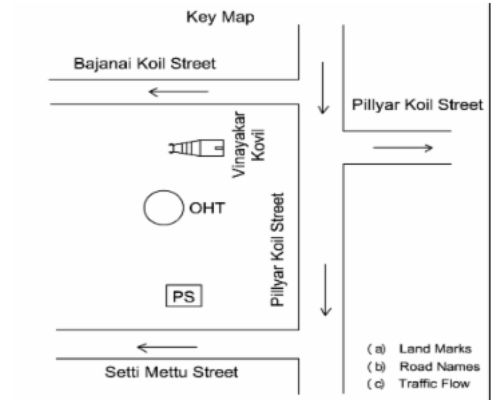 Key Map
Bajanai Koil Street
Pillyar Koil Street
Vinayakar
Kovil
OHT
Pillyar Koil Street
PS
Setti Mettu Street
(a) Land Marks
(b) Road Names
(c) Traffic Flow